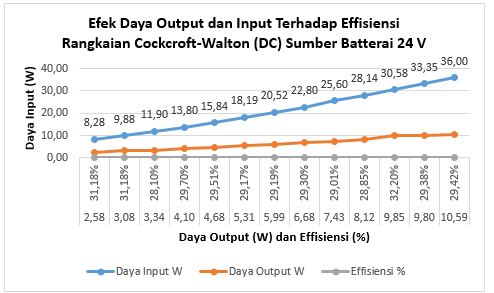 Efek Daya Output dan Input Terhadap Effisiensi
Rangkaian Cockcroft-Walton (DC) Sumber Batterai 24 V
Daya Input (W)
40,00
30,00
20,00
10,00
0,00
8,28 9,88 11,90 13,80 15,84 18,19 20,52 22,80 25,60 28,14 30,58 33,35 36,00
31,18% 31,18% 28,10% 29,70% 29,51% 29,17% 29,19% 29,30% 29,01% 28,85% 32,20% 29,38% 29,42%
2,58 3,08 3,34 4,10 4,68 5,31 5,99 6,68 7,43 8,12 9,85 9,80 10,59
Daya Output (W) dan Effisiensi (%)
Daya Input W Daya Output W Effisiensi %